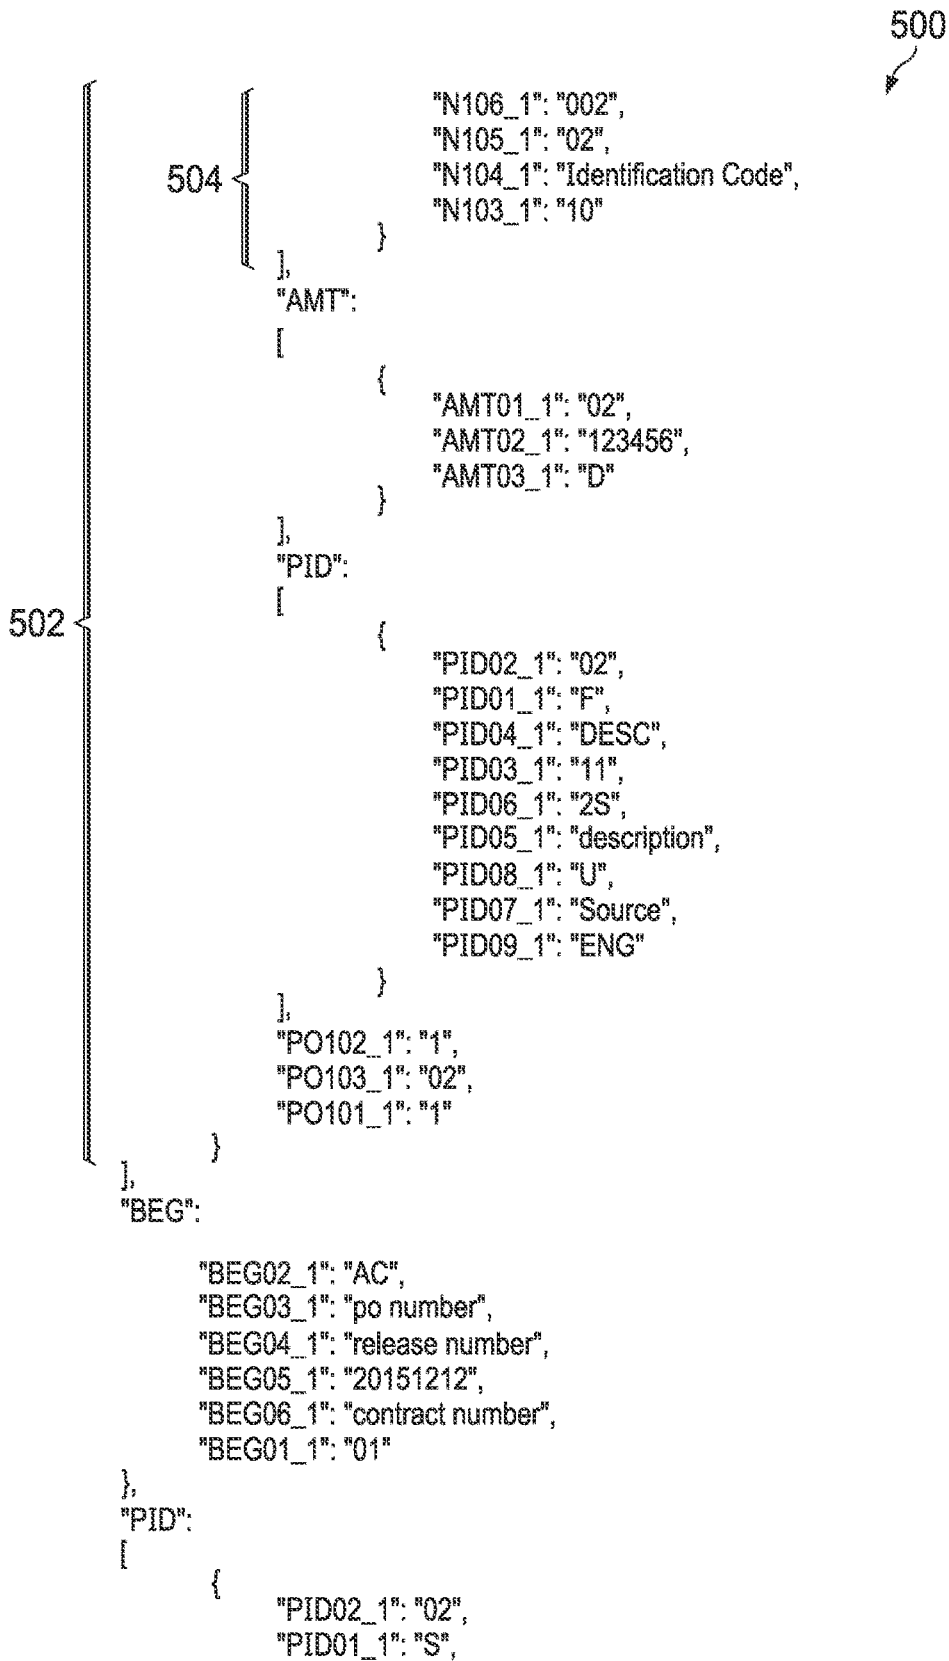 500
"N106_1": "002",
"N105_1": "02",
504
"N104_1": "Identification Code",
"N103_1": "10"
}
],
"AMT":
[
{
"AMT01_1": "02",
"AMT02_1": "123456",
"AMT03_1": "D"
}
],
"PID":
[
502
{
"PID02_1": "02",
"PID01_1": "F",
"PID04_1": "DESC",
"PID03_1": "11",
"PID06_1": "2S",
"PID05_1": "description",
"PID08_1": "U",
"PID07_1": "Source",
"PID09_1": "ENG"
}
],
"PO102_1": "1",
"PO103_1": "02",
"PO101_1": "1"
}
],
"BEG":
"BEG02_1": "AC",
"BEG03_1": "po number",
"BEG04_1": "release number",
"BEG05_1": "20151212",
"BEG06_1": "contract number",
"BEG01_1": "01"
},
"PID":
[
{
"PID02_1": "02",
"PID01_1": "S",